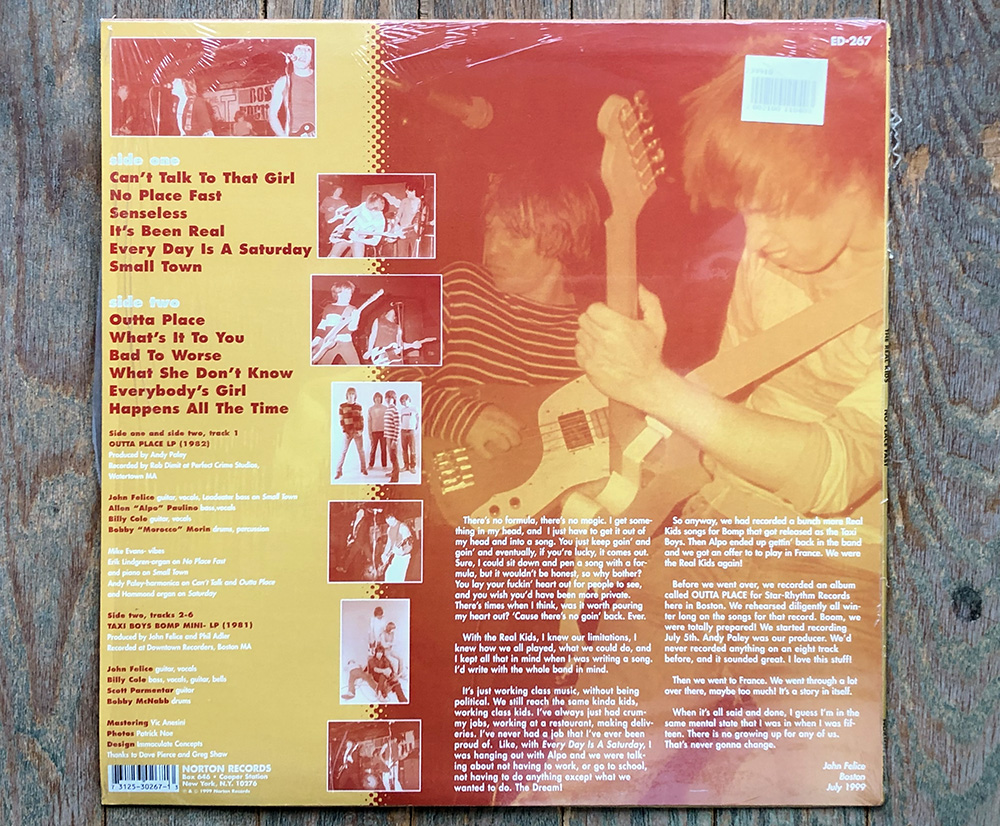 ED-267
BOS
side one
Can't Talk To That Girl
No Place Fast
Senseless
It's Been Real
Every Day Is A Saturday
Small Town
side two
Outta Place
What's It To You
Bad To Worse
What She Don't Know
Everybody's Girl
Happens All The Time
Side one and side two, track 1
OUTTA PLACE LP (1982)
Produced by Andy Paley
Recorded by Rob Dimit at Perfect Crime Studios,
Watertown MA
John Felice guitar, vocals, Leadastar bass on Small Town
Allen "Alpo" Paulino bass,vocals
Billy Cole guitar, vocals
Bobby "Morocco" Morin drums, percussion
Mike Evans- vibes
Erik Lindgren-organ on No Place Fast
and piano on Small Town
Andy Paley-harmonica on Can't Talk and Outta Place
and Hammond organ on Saturday
Side two, tracks 2-6
TAXI BOYS BOMP MINI- LP (1981)
Produced by John Felice and Phil Adler
Recorded at Downtown Recorders, Boston MA
John Felice guitar, vocals
Billy Cole bass, vocals, guitar, bells
Scott Parmenter guitar
Bobby McNabb drums
Mastering Vic Anesini
Photos Patrick Noe
Design Immaculate Concepts
Thanks to Dave Pierce and Greg Shaw
7 3125-30267-1 3
NORTON RECORDS
Box 646 • Cooper Station
New York, N.Y. 10276
© & ℗ 1999 Norton Records
There's no formula, there's no magic. I get some-
thing in my head, and I just have to get it out of
my head and into a song. You just keep goin' and
goin' and eventually, if you're lucky, it comes out.
Sure, I could sit down and pen a song with a for-
mula, but it wouldn't be honest, so why bother?
You lay your fuckin' heart out for people to see,
and you wish you'd have been more private.
There's times when I think, was it worth pouring
my heart out? 'Cause there's no goin' back. Ever.
With the Real Kids, I knew our limitations, I
knew how we all played, what we could do, and
I kept all that in mind when I was writing a song.
I'd write with the whole band in mind.
It's just working class music, without being
political. We still reach the same kinda kids,
working class kids. I've always just had crum-
my jobs, working at a restaurant, making deliv-
eries. I've never had a job that I've ever been
proud of. Like, with Every Day Is A Saturday, I
was hanging out with Alpo and we were talk-
ing about not having to work, or go to school,
not having to do anything except what we
wanted to do. The Dream!
So anyway, we had recorded a bunch more Real
Kids songs for Bomp that got released as the Taxi
Boys. Then Alpo ended up gettin' back in the band
and we got an offer to to play in France. We were
the Real Kids again!
Before we went over, we recorded an album
called OUTTA PLACE for Star-Rhythm Records
here in Boston. We rehearsed diligently all win-
ter long on the songs for that record. Boom, we
were totally prepared! We started recording
July 5th. Andy Paley was our producer. We'd
never recorded anything on an eight track
before, and it sounded great. I love this stuff!
Then we went to France. We went through a lot
over there, maybe too much! It's a story in itself.
When it's all said and done, I guess I'm in the
same mental state that I was in when I was fif-
teen. There is no growing up for any of us.
That's never gonna change.
John Felice
Boston
July 1999